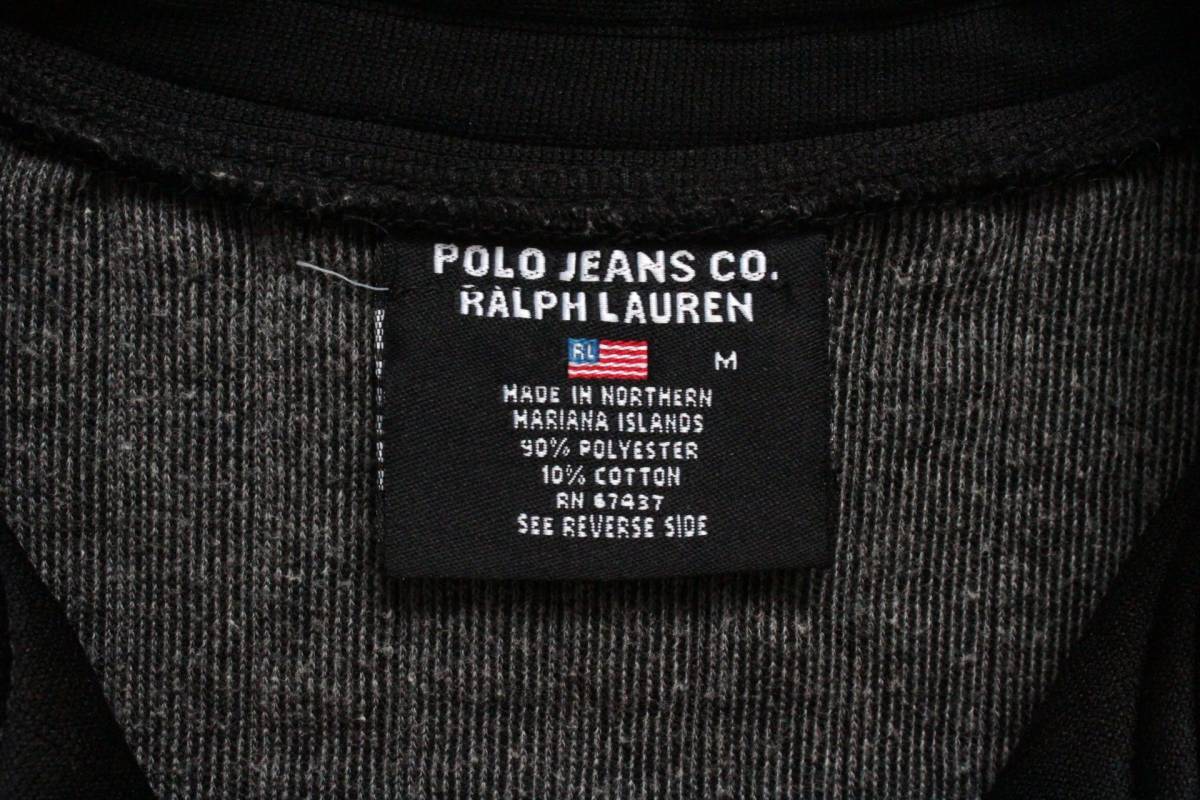 POLO JEANS CO.
RALPH LAUREN
RL
M
MADE IN NORTHERN
MARIANA ISLANDS
90% POLYESTER
10% COTTON
RN 67437
SEE REVERSE SIDE